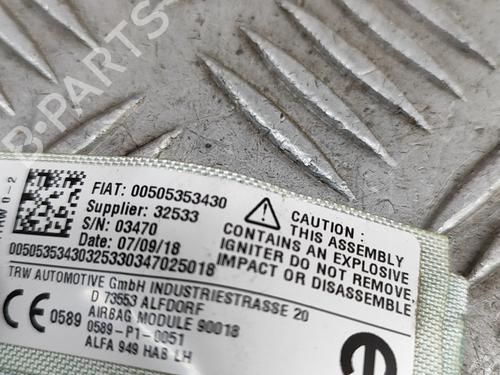 FIAT: 00505353430
Supplier: 32533
S/N: 03470
Date: 07/09/18
00505353430325330347025018
CAUTION :
THIS ASSEMBLY
CONTAINS AN EXPLOSIVE
IGNITER DO NOT
IMPACT OR DISASSEMBLY
TRW AUTOMOTIVE GmbH INDUSTRIESTRASSE 20
D 73553 ALFDORF
AIRBAG MODULE 90018
CE 0589 0589-P1-0051
ALFA 949 HAB LH
B-PARTS